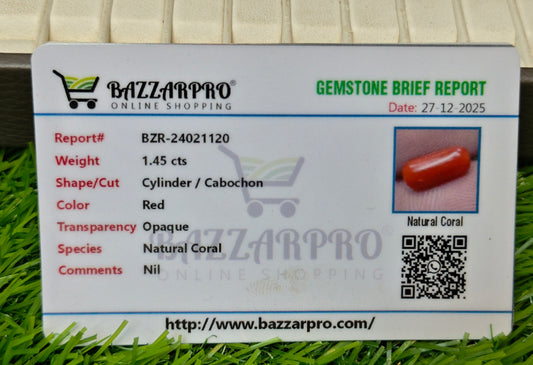 BAZZARPRO®
ONLINE SHOPPING
GEMSTONE BRIEF REPORT
Date: 27-12-2025
Report# BZR-24021120
Weight 1.45 cts
Shape/Cut Cylinder / Cabochon
Color Red
Transparency Opaque
Species Natural Coral
Comments Nil
Natural Coral
BAZZARPRO®
ONLINE SHOPPING
http://www.bazzarpro.com/